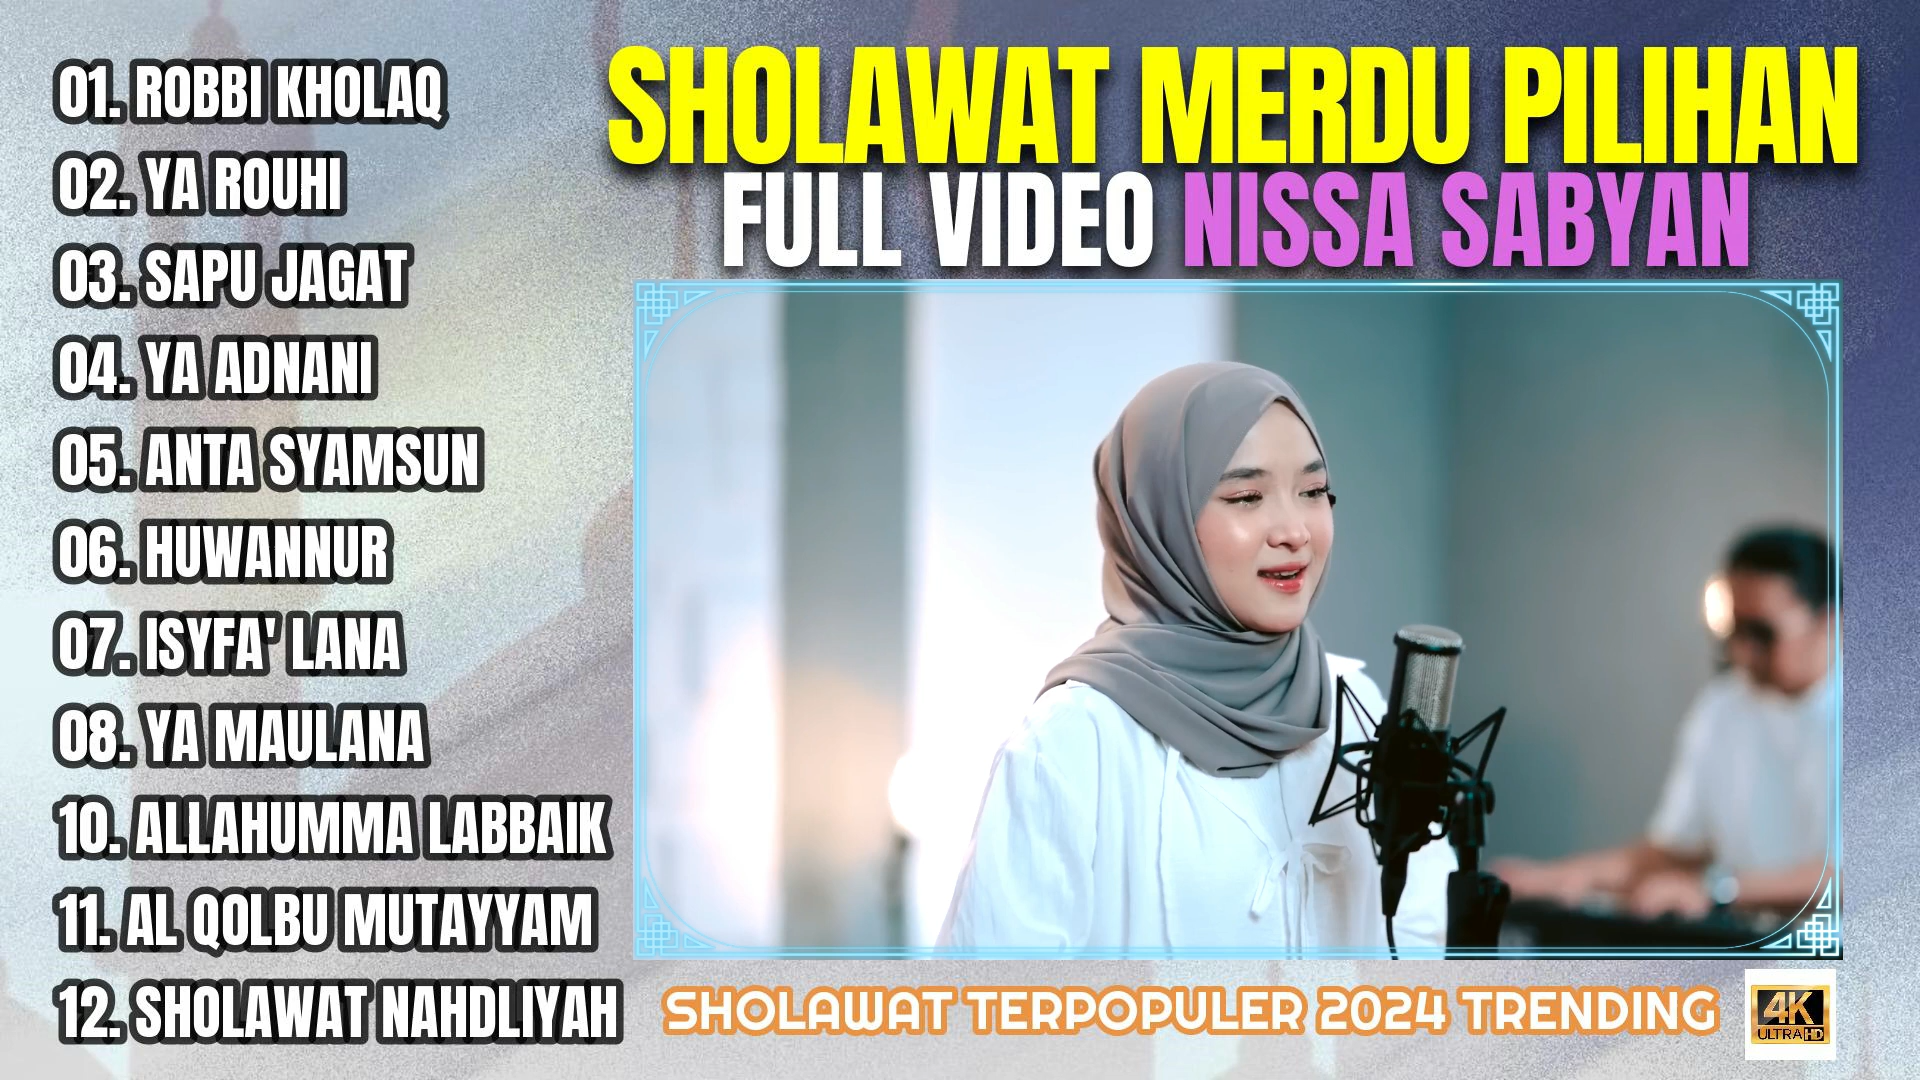 SHOLAWAT MERDU PILIHAN
FULL VIDEO NISSA SABYAN
01. ROBBI KHOLAQ
02. YA ROUHI
03. SAPU JAGAT
04. YA ADNANI
05. ANTA SYAMSUN
06. HUWANNUR
07. ISYFA' LANA
08. YA MAULANA
10. ALLAHUMMA LABBAIK
11. AL QOLBU MUTAYYAM
12. SHOLAWAT NAHDLIYAH
SHOLAWAT TERPOPULER 2024 TRENDING
4K
ULTRA HD